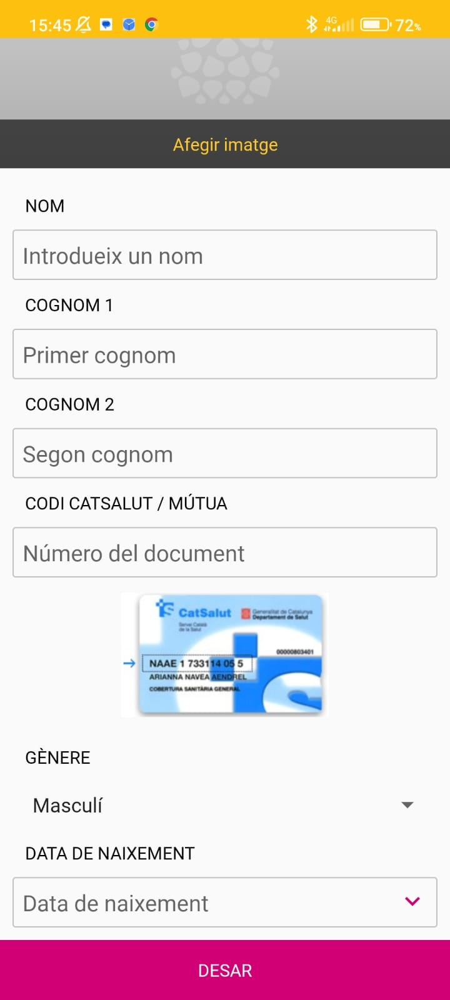 15:45 4G 72%
Afegir imatge
NOM
Introdueix un nom
COGNOM 1
Primer cognom
COGNOM 2
Segon cognom
CODI CATSALUT / MÚTUA
Número del document
CatSalut Generalitat de Catalunya
Departament de Salut
Servei Català
de la Salut
00000803401
NAAE 1 733114 05 5
ARIANNA NAVEA AENDREL
COBERTURA SANITÀRIA GENERAL
GÈNERE
Masculí
DATA DE NAIXEMENT
Data de naixement
DESAR